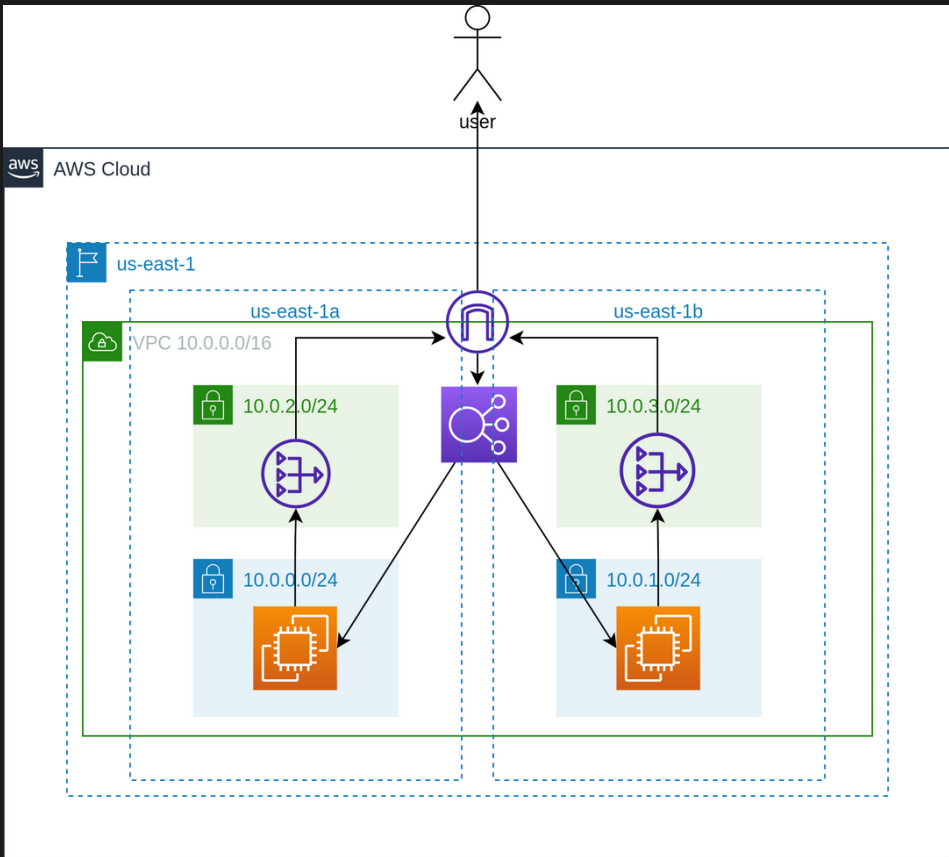 user
aws
AWS Cloud
us-east-1
us-east-1a
us-east-1b
VPC 10.0.0.0/16
10.0.2.0/24
10.0.3.0/24
10.0.0.0/24
10.0.1.0/24